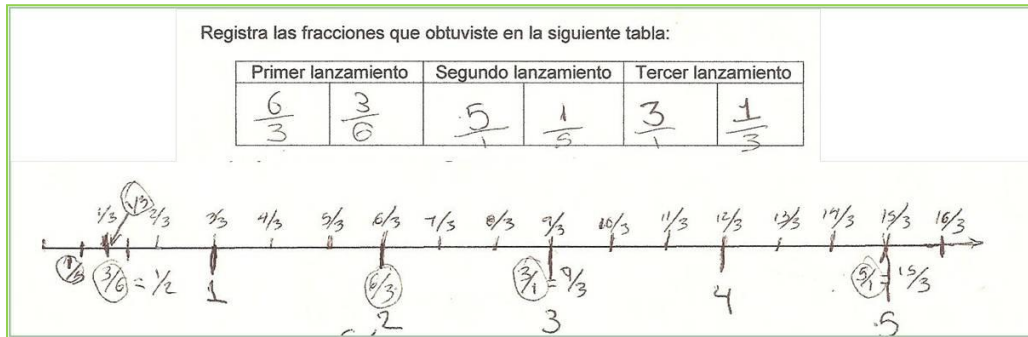 Registra las fracciones que obtuviste en la siguiente tabla:
Primer lanzamiento Segundo lanzamiento Tercer lanzamiento
6/3 3/6 5/1 1/5 3/1 1/3
1/3
1/3 2/3 3/3 4/3 5/3 6/3 7/3 8/3 9/3 10/3 11/3 12/3 13/3 14/3 15/3 16/3
1/5 3/6 = 1/2 1 6/3 3/1 = 9/3 4 5/1 = 15/3
2 3 5